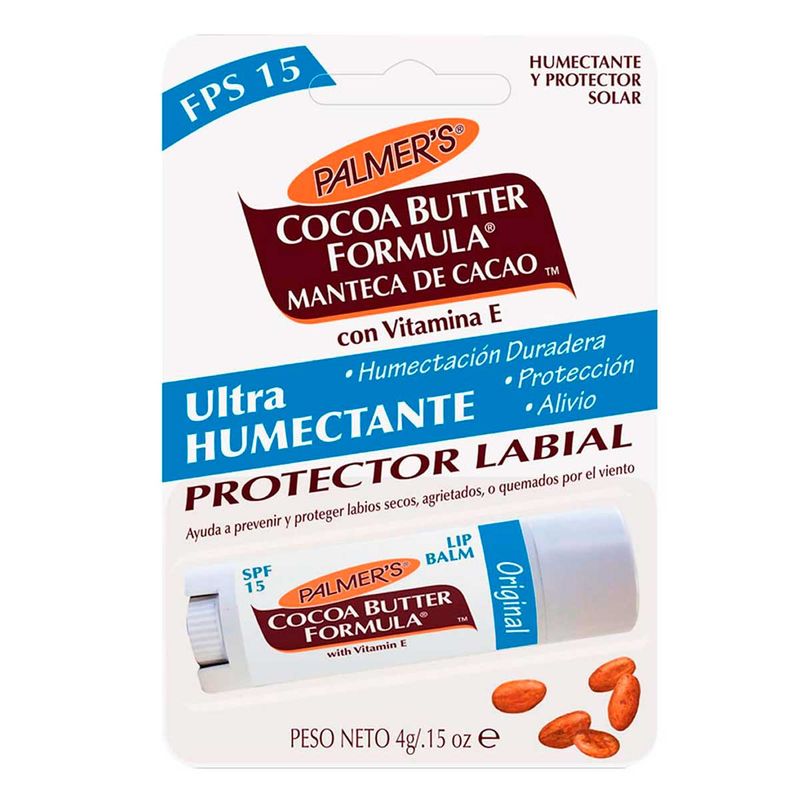 FPS 15
HUMECTANTE
Y PROTECTOR
SOLAR
PALMER'S®
COCOA BUTTER
FORMULA®
MANTECA DE CACAO™
con Vitamina E
Ultra
HUMECTANTE
• Humectación Duradera
• Protección
• Alivio
PROTECTOR LABIAL
Ayuda a prevenir y proteger labios secos, agrietados, o quemados por el viento
SPF
15
PALMER'S®
COCOA BUTTER
FORMULA®™
with Vitamin E
LIP
BALM
Original
PESO NETO 4g/.15 oz ℮